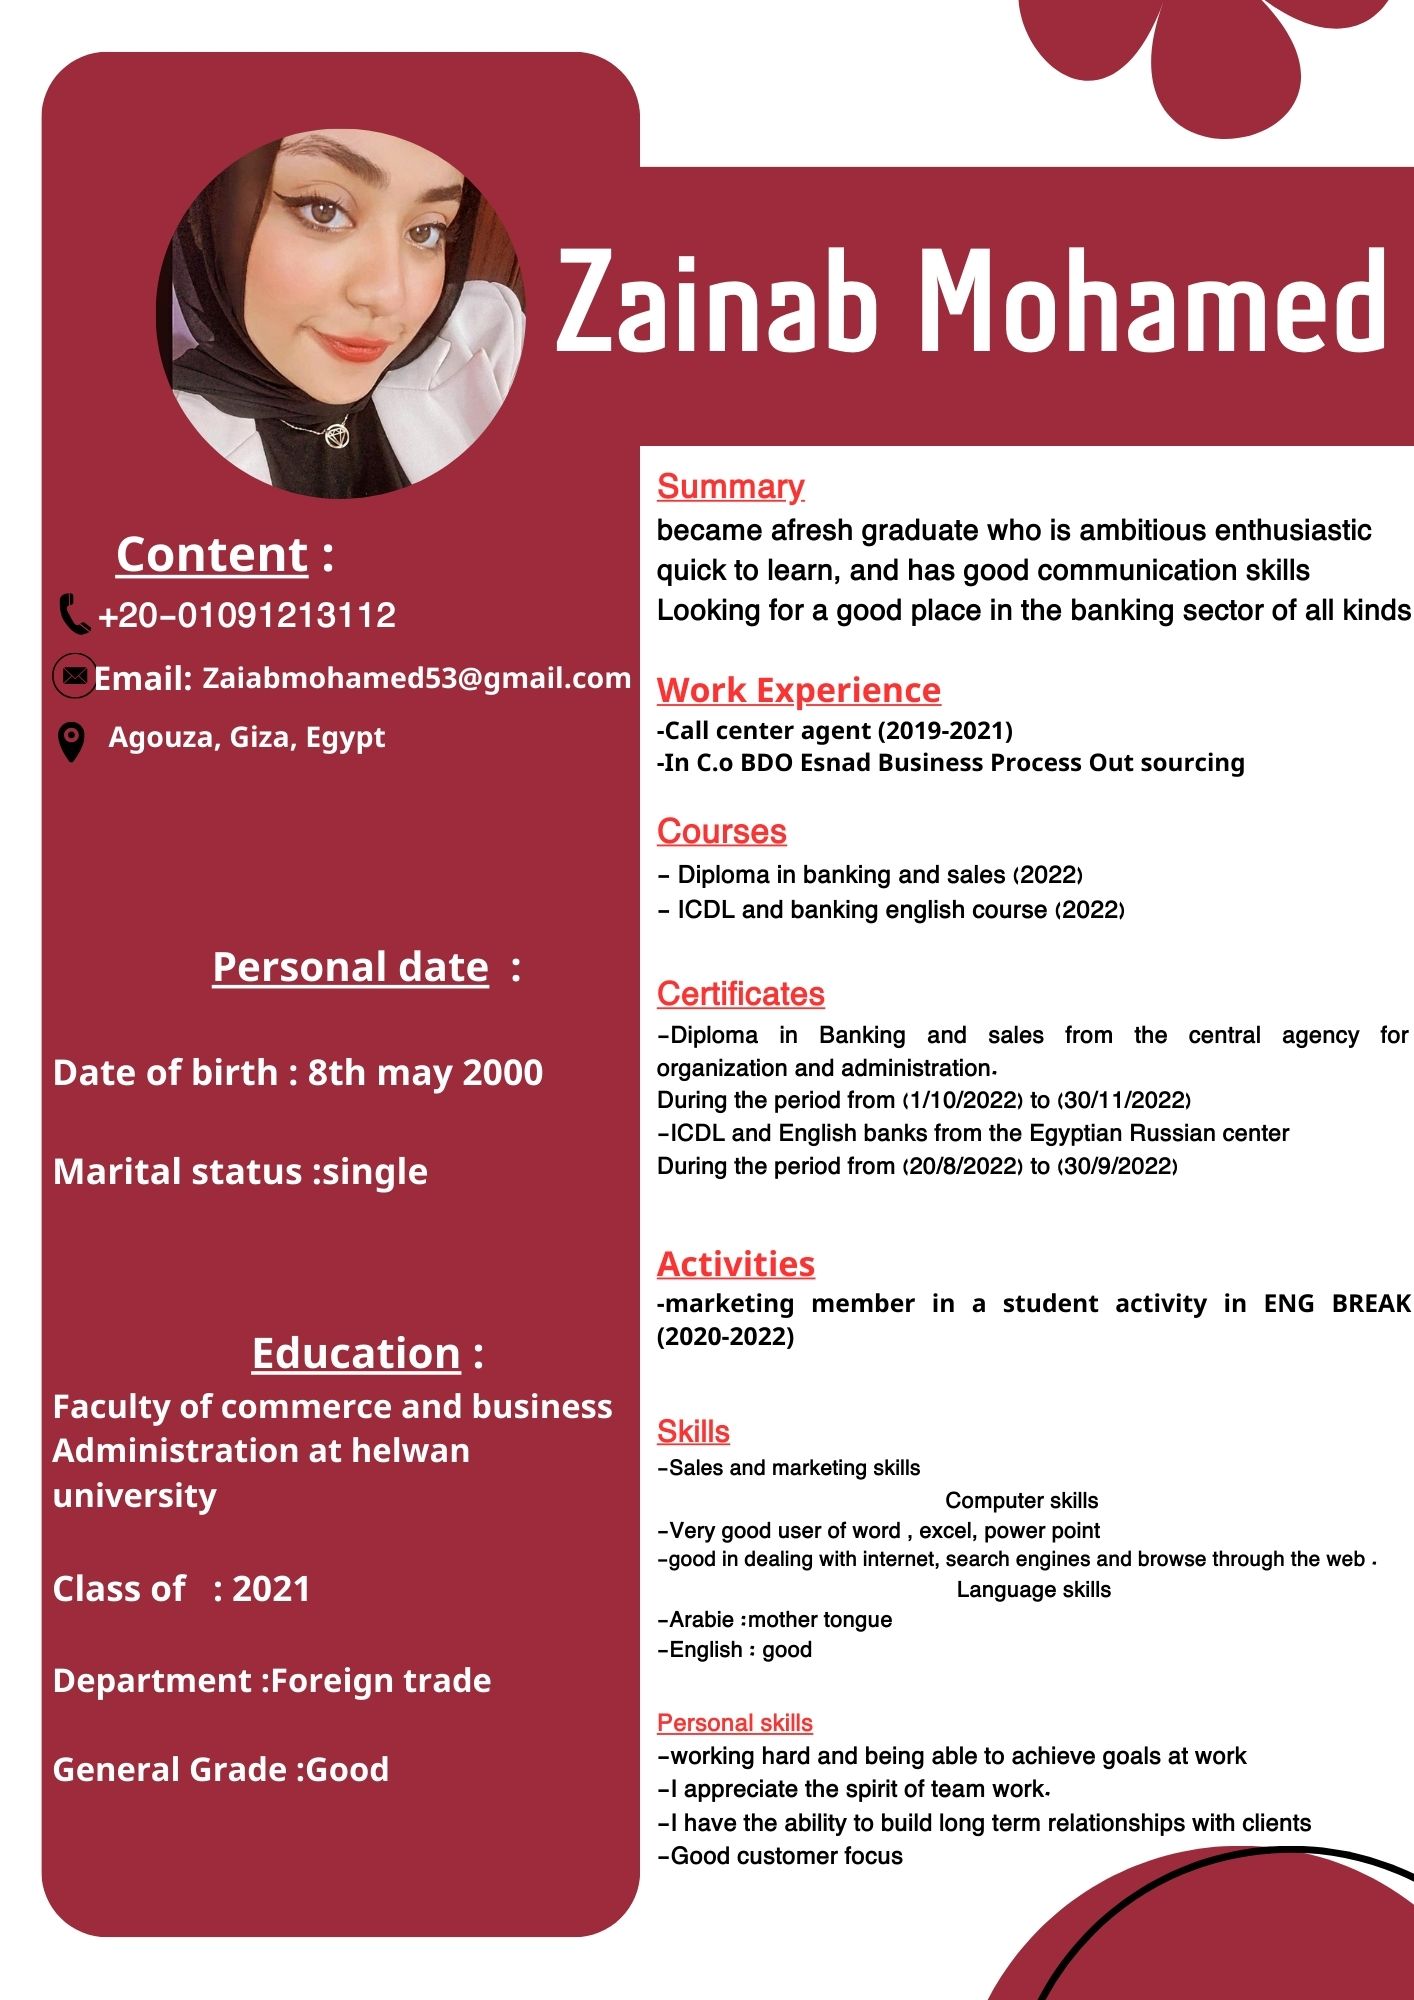 Zainab Mohamed
Content :
+20-01091213112
Email: Zaiabmohamed53@gmail.com
Agouza, Giza, Egypt
Personal date :
Date of birth : 8th may 2000
Marital status :single
Education :
Faculty of commerce and business
Administration at helwan
university
Class of : 2021
Department :Foreign trade
General Grade :Good
Summary
became afresh graduate who is ambitious enthusiastic
quick to learn, and has good communication skills
Looking for a good place in the banking sector of all kinds
Work Experience
-Call center agent (2019-2021)
-In C.o BDO Esnad Business Process Out sourcing
Courses
- Diploma in banking and sales (2022)
- ICDL and banking english course (2022)
Certificates
-Diploma in Banking and sales from the central agency for
organization and administration.
During the period from (1/10/2022) to (30/11/2022)
-ICDL and English banks from the Egyptian Russian center
During the period from (20/8/2022) to (30/9/2022)
Activities
-marketing member in a student activity in ENG BREAK
(2020-2022)
Skills
-Sales and marketing skills
Computer skills
-Very good user of word , excel, power point
-good in dealing with internet, search engines and browse through the web .
Language skills
-Arabie :mother tongue
-English : good
Personal skills
-working hard and being able to achieve goals at work
-I appreciate the spirit of team work.
-I have the ability to build long term relationships with clients
-Good customer focus